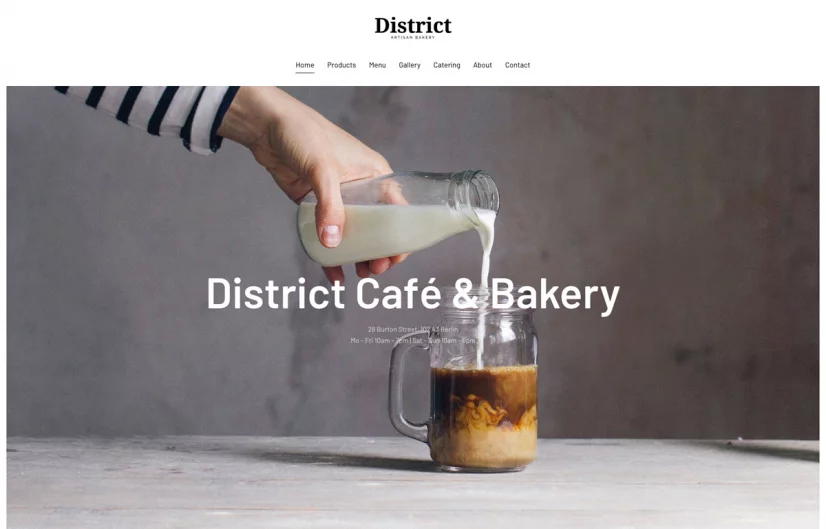 District
ARTISAN BAKERY
Home Products Menu Gallery Catering About Contact
District Café & Bakery
28 Burton Street, 10243 Berlin
Mo - Fri 10am - 7pm | Sat - Sun 10am - 6pm